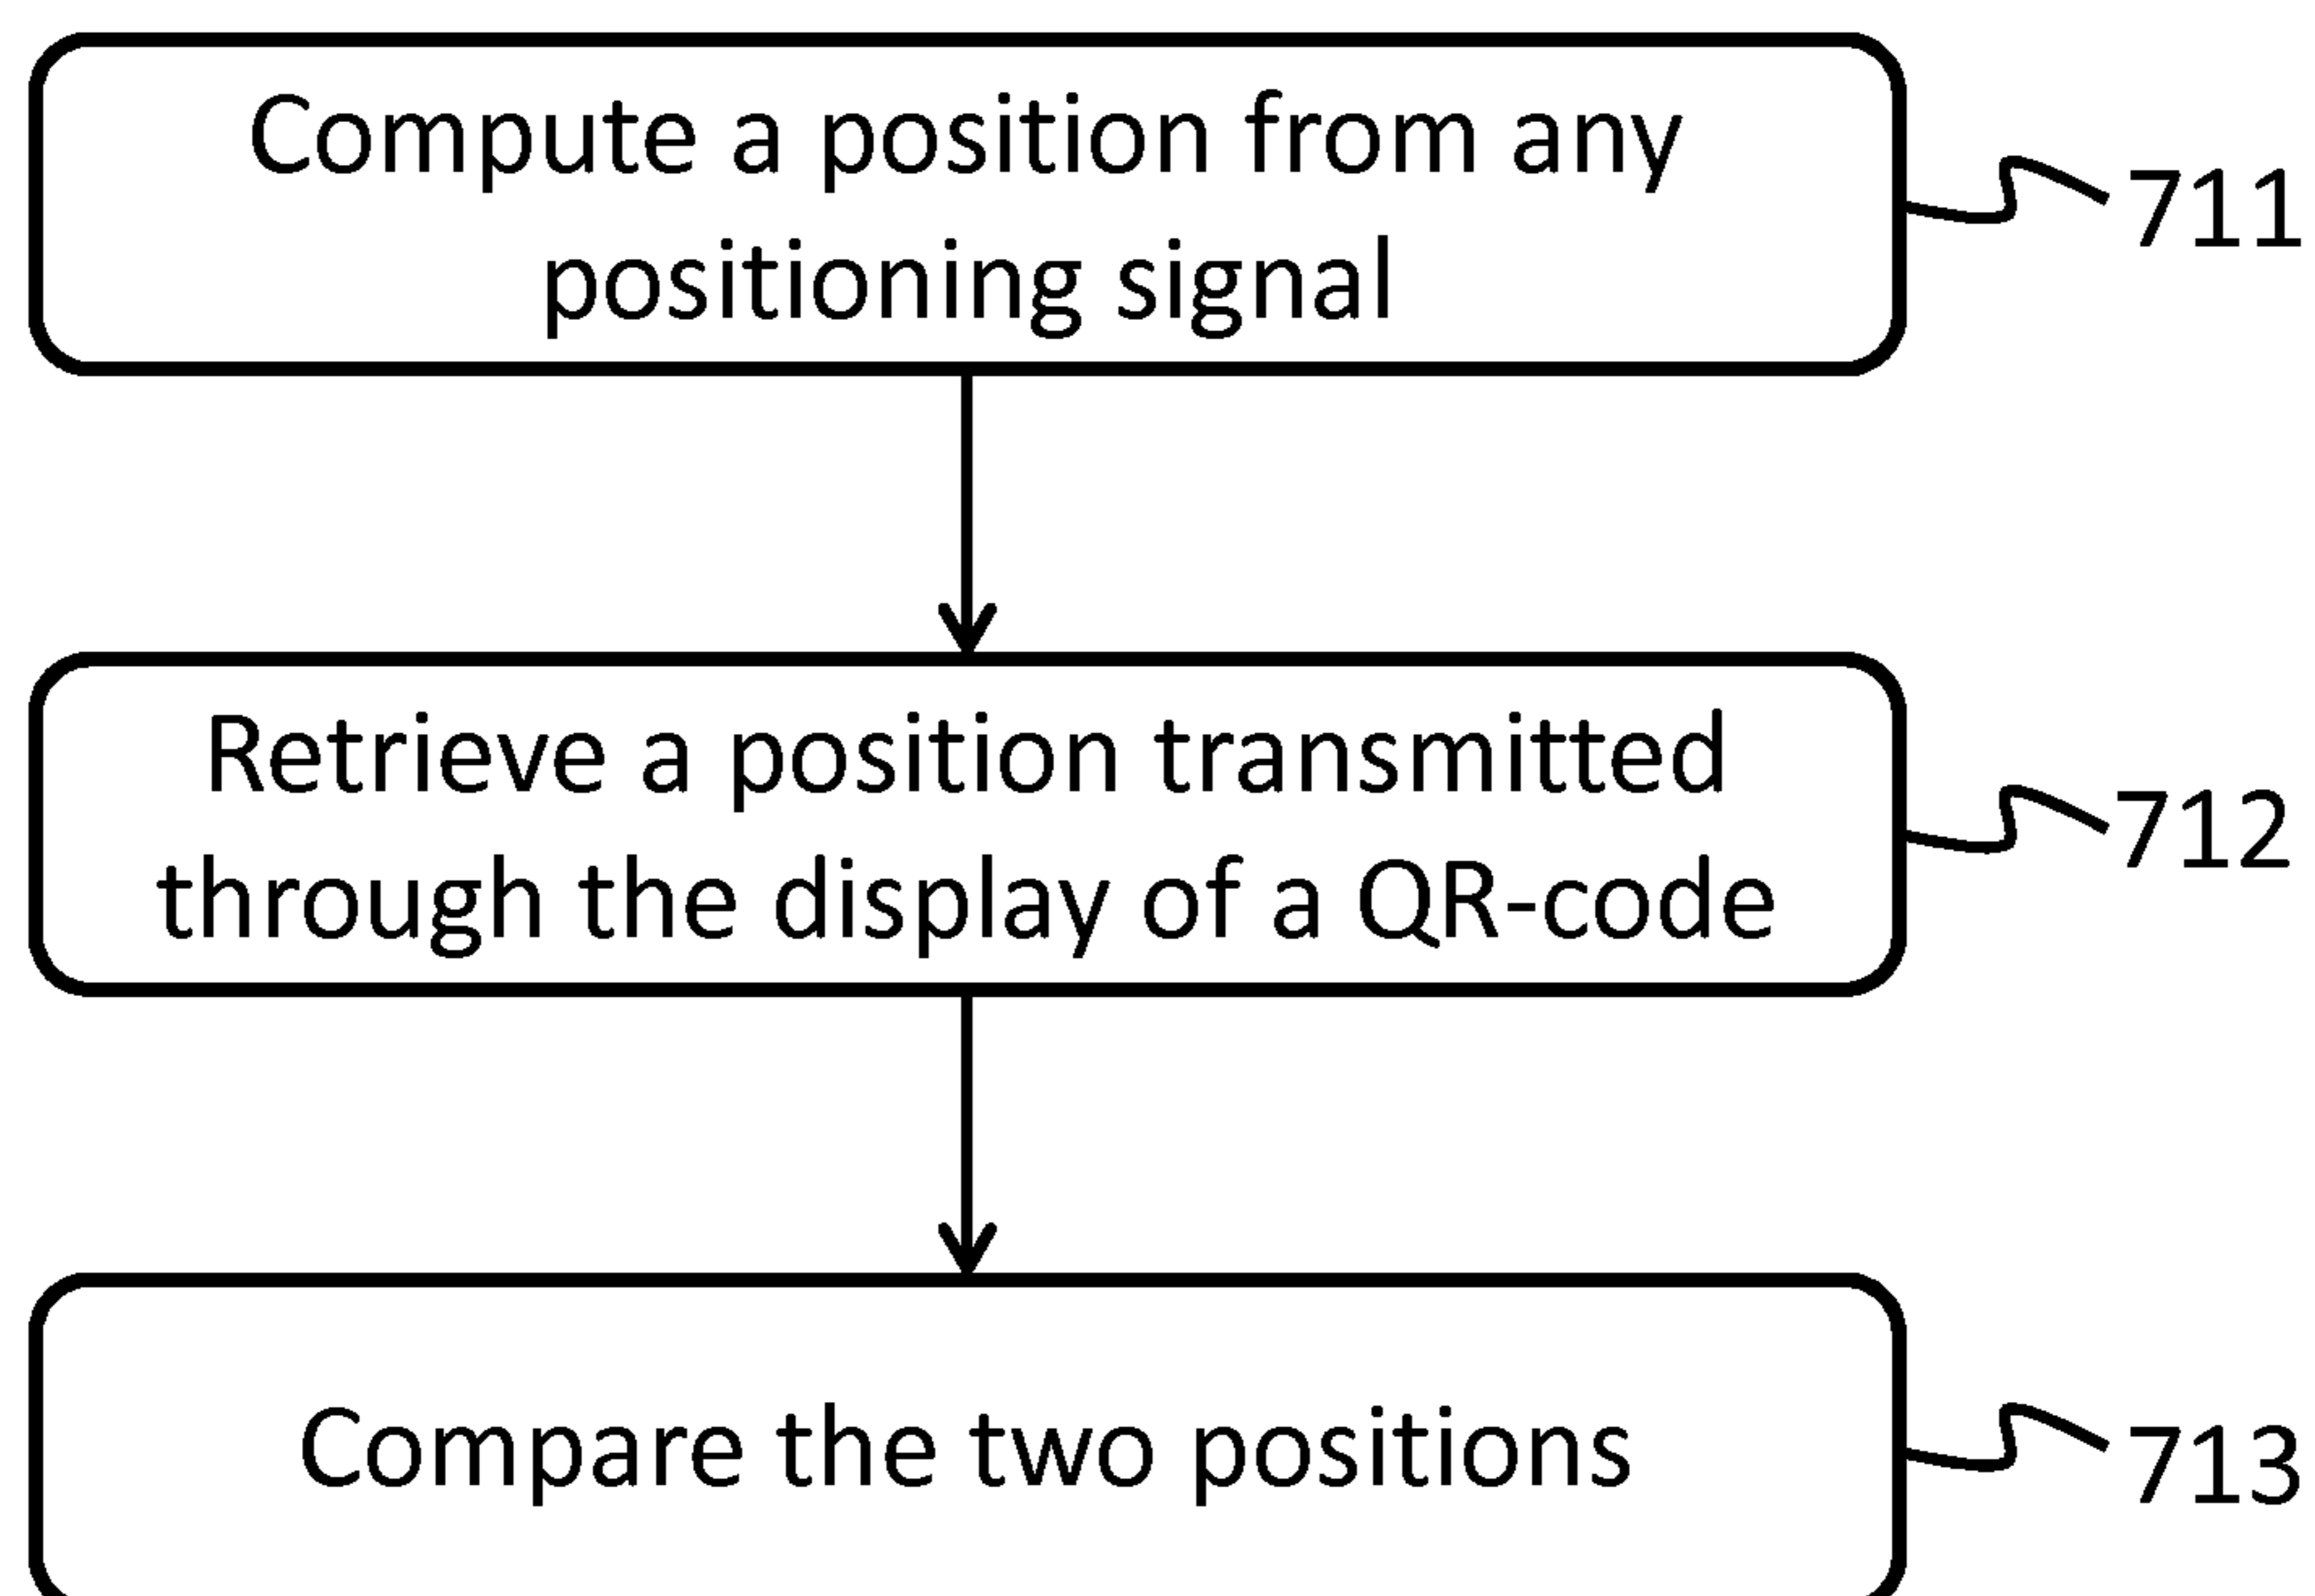 Compute a position from any
positioning signal
711
Retrieve a position transmitted
through the display of a QR-code
712
Compare the two positions
713